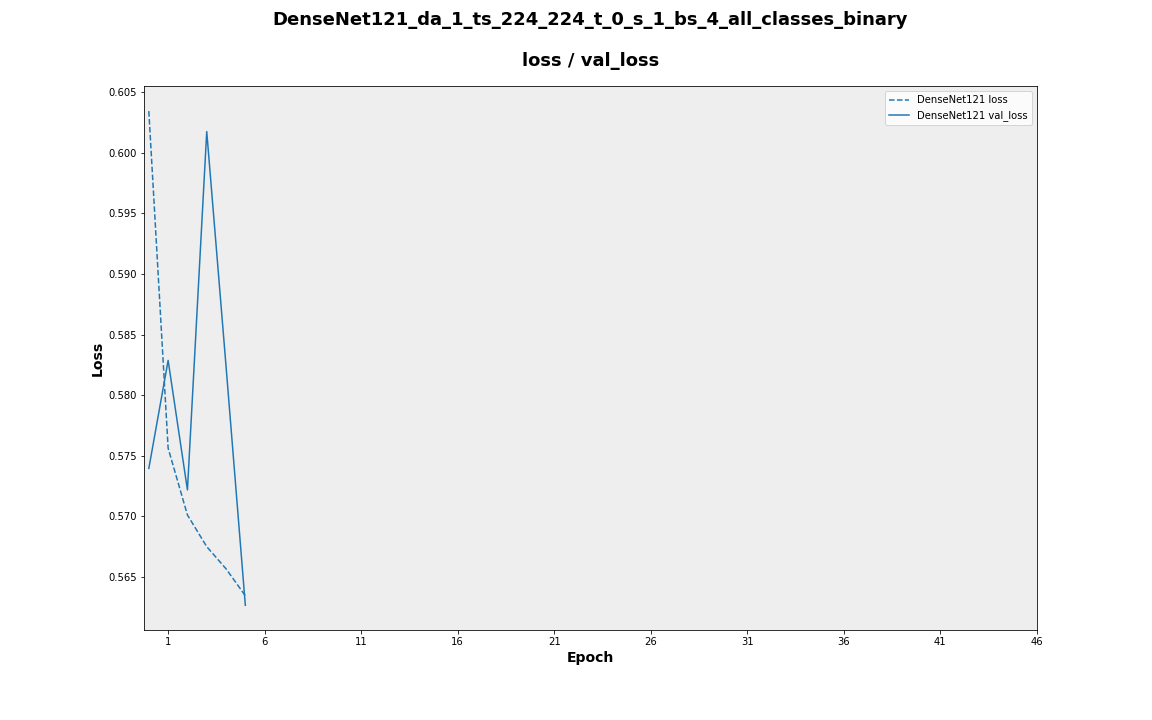 DenseNet121_da_1_ts_224_224_t_0_s_1_bs_4_all_classes_binary
loss / val_loss
DenseNet121 loss
DenseNet121 val_loss
0.605
0.600
0.595
0.590
0.585
0.580
0.575
0.570
0.565
Loss
1 6 11 16 21 26 31 36 41 46
Epoch